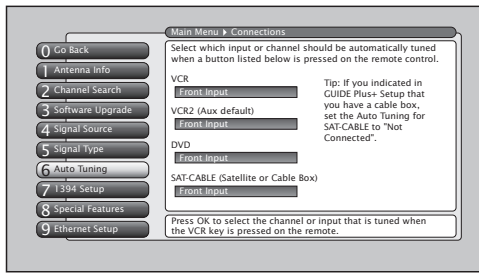 Main Menu ▸ Connections
0 Go Back
1 Antenna Info
2 Channel Search
3 Software Upgrade
4 Signal Source
5 Signal Type
6 Auto Tuning
7 1394 Setup
8 Special Features
9 Ethernet Setup
Select which input or channel should be automatically tuned
when a button listed below is pressed on the remote control.
VCR
Front Input
VCR2 (Aux default)
Front Input
DVD
Front Input
SAT-CABLE (Satellite or Cable Box)
Front Input
Tip: If you indicated in
GUIDE Plus+ Setup that
you have a cable box,
set the Auto Tuning for
SAT-CABLE to "Not
Connected".
Press OK to select the channel or input that is tuned when
the VCR key is pressed on the remote.